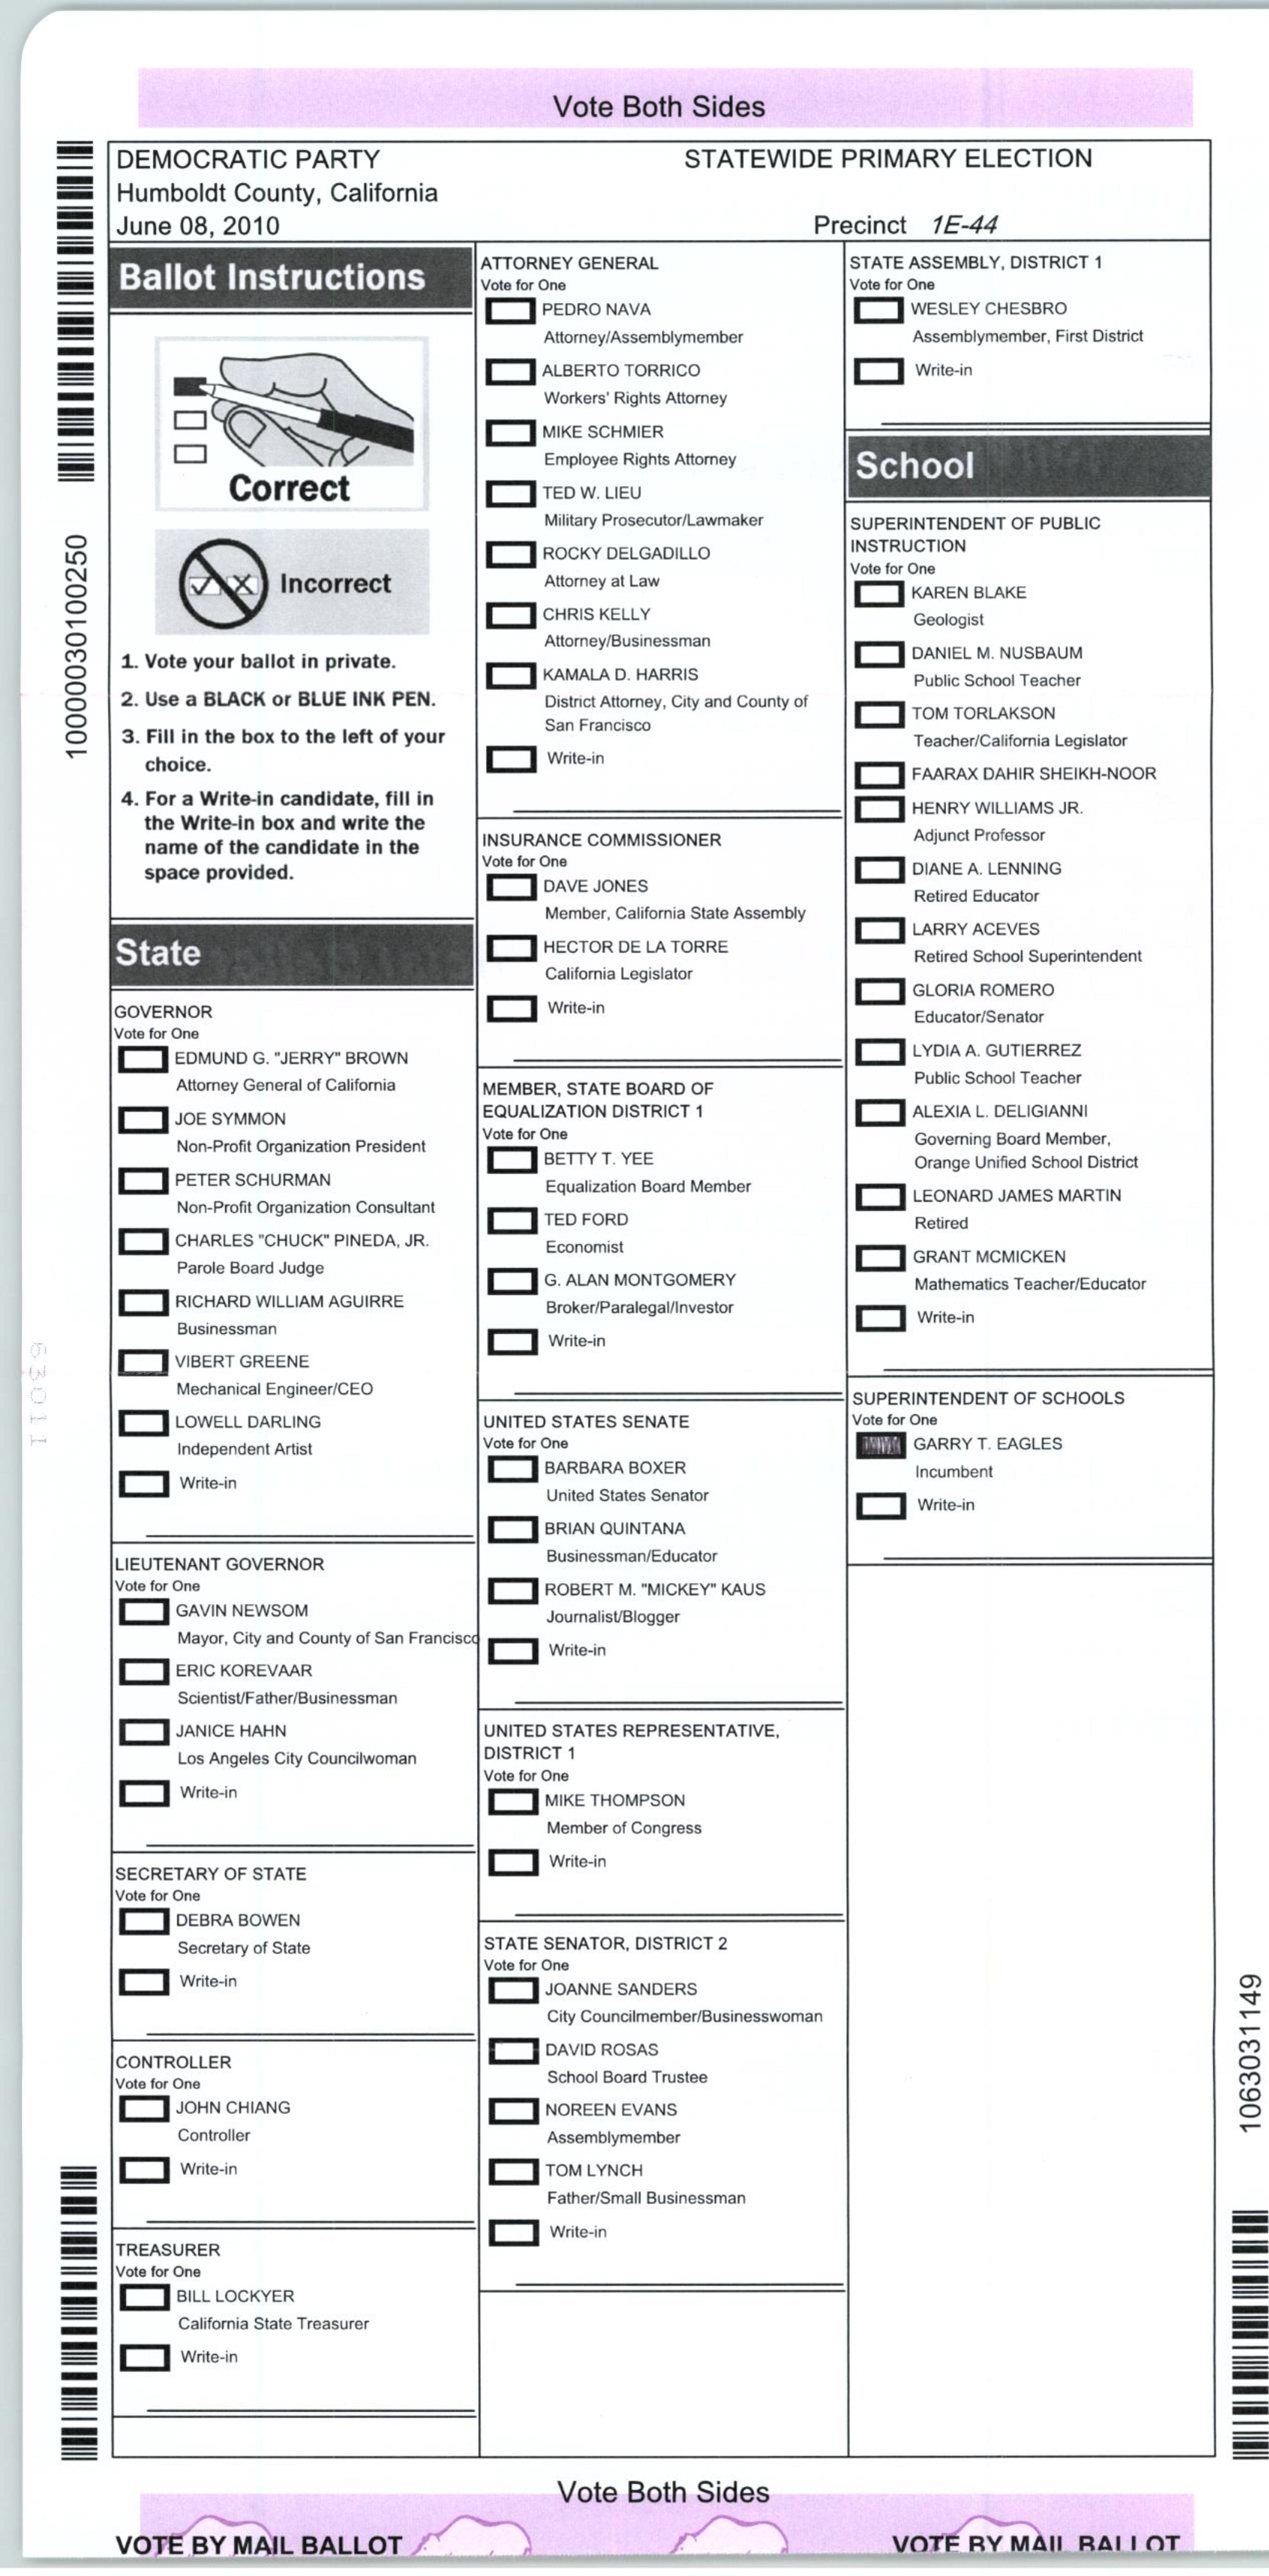 Vote Both Sides
DEMOCRATIC PARTY
STATEWIDE PRIMARY ELECTION
Humboldt County, California
June 08, 2010
Precinct 1E-44
10000030100250
63011
Ballot Instructions
Correct
Incorrect
1. Vote your ballot in private.
2. Use a BLACK or BLUE INK PEN.
3. Fill in the box to the left of your
choice.
4. For a Write-in candidate, fill in
the Write-in box and write the
name of the candidate in the
space provided.
State
GOVERNOR
Vote for One
EDMUND G. "JERRY" BROWN
Attorney General of California
JOE SYMMON
Non-Profit Organization President
PETER SCHURMAN
Non-Profit Organization Consultant
CHARLES "CHUCK" PINEDA, JR.
Parole Board Judge
RICHARD WILLIAM AGUIRRE
Businessman
VIBERT GREENE
Mechanical Engineer/CEO
LOWELL DARLING
Independent Artist
Write-in
LIEUTENANT GOVERNOR
Vote for One
GAVIN NEWSOM
Mayor, City and County of San Francisco
ERIC KOREVAAR
Scientist/Father/Businessman
JANICE HAHN
Los Angeles City Councilwoman
Write-in
SECRETARY OF STATE
Vote for One
DEBRA BOWEN
Secretary of State
Write-in
CONTROLLER
Vote for One
JOHN CHIANG
Controller
Write-in
TREASURER
Vote for One
BILL LOCKYER
California State Treasurer
Write-in
ATTORNEY GENERAL
Vote for One
PEDRO NAVA
Attorney/Assemblymember
ALBERTO TORRICO
Workers' Rights Attorney
MIKE SCHMIER
Employee Rights Attorney
TED W. LIEU
Military Prosecutor/Lawmaker
ROCKY DELGADILLO
Attorney at Law
CHRIS KELLY
Attorney/Businessman
KAMALA D. HARRIS
District Attorney, City and County of
San Francisco
Write-in
INSURANCE COMMISSIONER
Vote for One
DAVE JONES
Member, California State Assembly
HECTOR DE LA TORRE
California Legislator
Write-in
MEMBER, STATE BOARD OF
EQUALIZATION DISTRICT 1
Vote for One
BETTY T. YEE
Equalization Board Member
TED FORD
Economist
G. ALAN MONTGOMERY
Broker/Paralegal/Investor
Write-in
UNITED STATES SENATE
Vote for One
BARBARA BOXER
United States Senator
BRIAN QUINTANA
Businessman/Educator
ROBERT M. "MICKEY" KAUS
Journalist/Blogger
Write-in
UNITED STATES REPRESENTATIVE,
DISTRICT 1
Vote for One
MIKE THOMPSON
Member of Congress
Write-in
STATE SENATOR, DISTRICT 2
Vote for One
JOANNE SANDERS
City Councilmember/Businesswoman
DAVID ROSAS
School Board Trustee
NOREEN EVANS
Assemblymember
TOM LYNCH
Father/Small Businessman
Write-in
STATE ASSEMBLY, DISTRICT 1
Vote for One
WESLEY CHESBRO
Assemblymember, First District
Write-in
School
SUPERINTENDENT OF PUBLIC
INSTRUCTION
Vote for One
KAREN BLAKE
Geologist
DANIEL M. NUSBAUM
Public School Teacher
TOM TORLAKSON
Teacher/California Legislator
FAARAX DAHIR SHEIKH-NOOR
HENRY WILLIAMS JR.
Adjunct Professor
DIANE A. LENNING
Retired Educator
LARRY ACEVES
Retired School Superintendent
GLORIA ROMERO
Educator/Senator
LYDIA A. GUTIERREZ
Public School Teacher
ALEXIA L. DELIGIANNI
Governing Board Member,
Orange Unified School District
LEONARD JAMES MARTIN
Retired
GRANT MCMICKEN
Mathematics Teacher/Educator
Write-in
SUPERINTENDENT OF SCHOOLS
Vote for One
GARRY T. EAGLES
Incumbent
Write-in
1063031149
Vote Both Sides
VOTE BY MAIL BALLOT
VOTE BY MAIL BALLOT